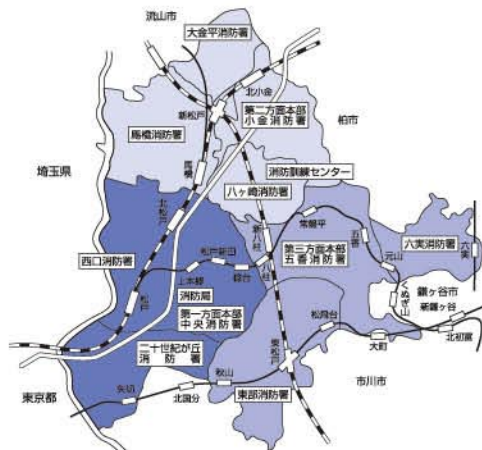 流山市
大金平消防署
北小金
新松戸
第二方面本部
小金消防署
柏市
馬橋消防署
馬橋
消防訓練センター
埼玉県
八ヶ崎消防署
北松戸
新八柱
常盤平
五香
六実消防署
松戸新田
第三方面本部
五香消防署
元山
六実
西口消防署
上本郷
稔台
八柱
くぬぎ山
鎌ヶ谷市
松戸
消防局
新鎌ヶ谷
第一方面本部
中央消防署
松飛台
北初富
二十世紀が丘
消防署
東松戸
大町
秋山
市川市
東京都
矢切
北国分
東部消防署